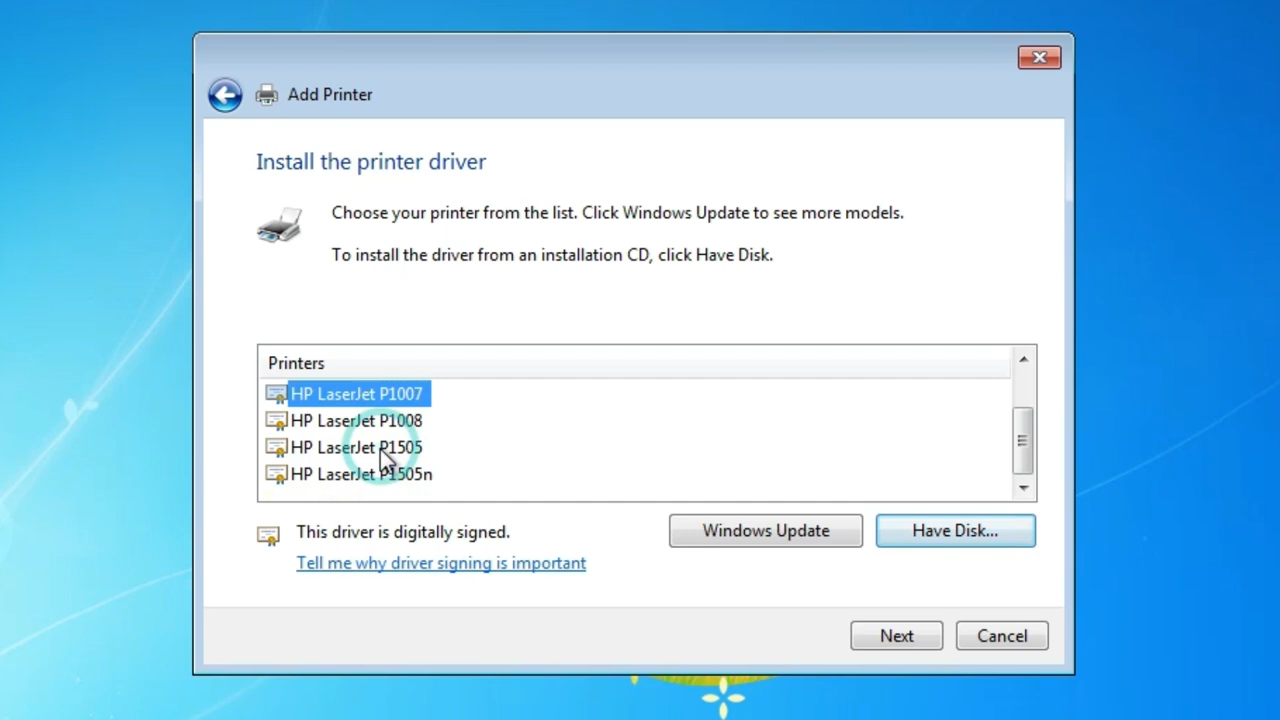 Add Printer
Install the printer driver
Choose your printer from the list. Click Windows Update to see more models.
To install the driver from an installation CD, click Have Disk.
Printers
HP LaserJet P1007
HP LaserJet P1008
HP LaserJet P1505
HP LaserJet P1505n
This driver is digitally signed.
Windows Update
Have Disk...
Tell me why driver signing is important
Next
Cancel